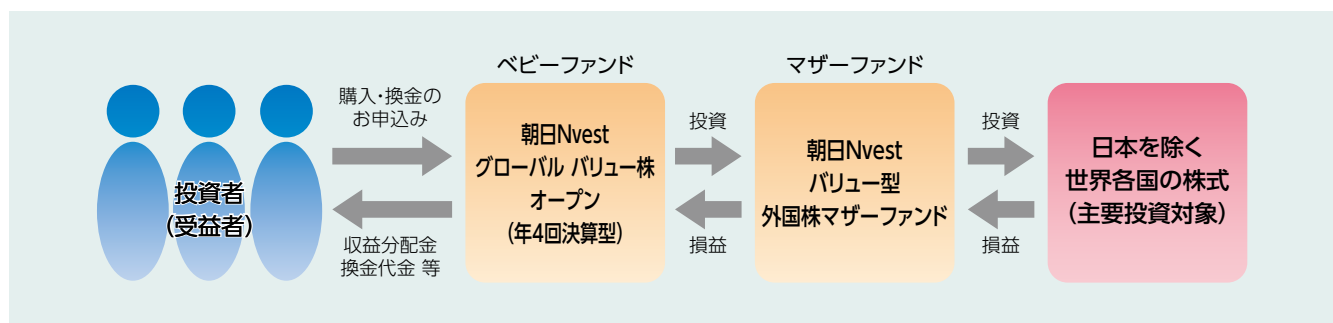 ベビーファンド
マザーファンド
購入・換金の
お申込み
投資者
(受益者)
収益分配金
換金代金 等
朝日Nvest
グローバル バリュー株
オープン
(年4回決算型)
投資
損益
朝日Nvest
バリュー型
外国株マザーファンド
投資
損益
日本を除く
世界各国の株式
(主要投資対象)